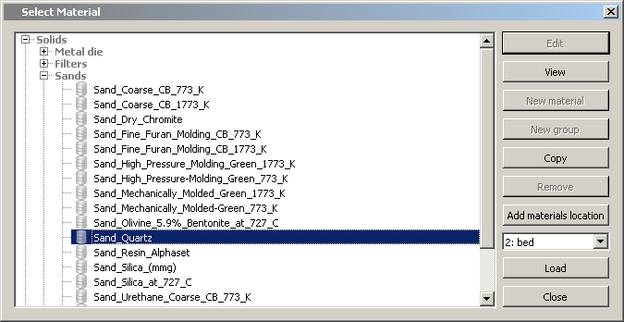 Select Material
Solids
Metal die
Filters
Sands
Sand_Coarse_CB_773_K
Sand_Coarse_CB_1773_K
Sand_Dry_Chromite
Sand_Fine_Furan_Molding_CB_773_K
Sand_Fine_Furan_Molding_CB_1773_K
Sand_High_Pressure_Molding_Green_1773_K
Sand_High_Pressure-Molding_Green_773_K
Sand_Mechanically_Molded_Green_1773_K
Sand_Mechanically_Molded-Green_773_K
Sand_Olivine_5.9%_Bentonite_at_727_C
Sand_Quartz
Sand_Resin_Alphaset
Sand_Silica_(mmg)
Sand_Silica_at_727_C
Sand_Urethane_Coarse_CB_773_K
Edit
View
New material
New group
Copy
Remove
Add materials location
2: bed
Load
Close